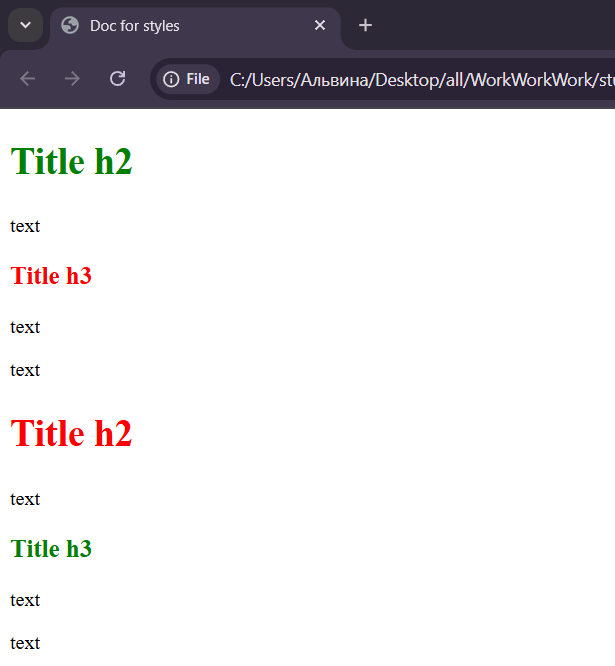 Doc for styles
File C:/Users/Альвина/Desktop/all/WorkWorkWork/stu
Title h2
text
Title h3
text
text
Title h2
text
Title h3
text
text